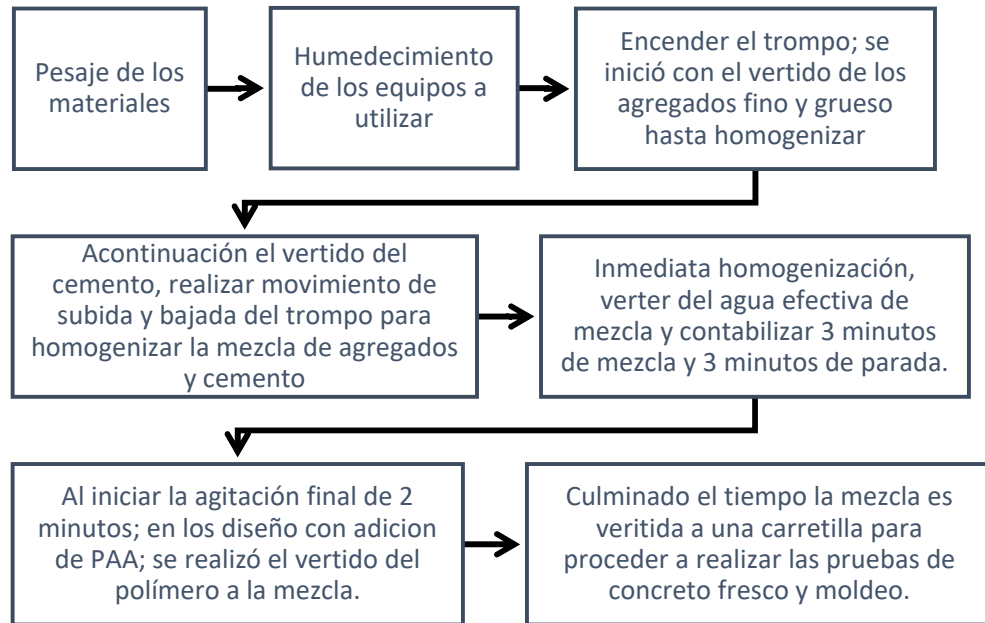 Pesaje de los
materiales
Humedecimiento
de los equipos a
utilizar
Encender el trompo; se
inició con el vertido de los
agregados fino y grueso
hasta homogenizar
Acontinuación el vertido del
cemento, realizar movimiento de
subida y bajada del trompo para
homogenizar la mezcla de agregados
y cemento
Inmediata homogenización,
verter del agua efectiva de
mezcla y contabilizar 3 minutos
de mezcla y 3 minutos de parada.
Al iniciar la agitación final de 2
minutos; en los diseño con adicion
de PAA; se realizó el vertido del
polímero a la mezcla.
Culminado el tiempo la mezcla es
veritida a una carretilla para
proceder a realizar las pruebas de
concreto fresco y moldeo.